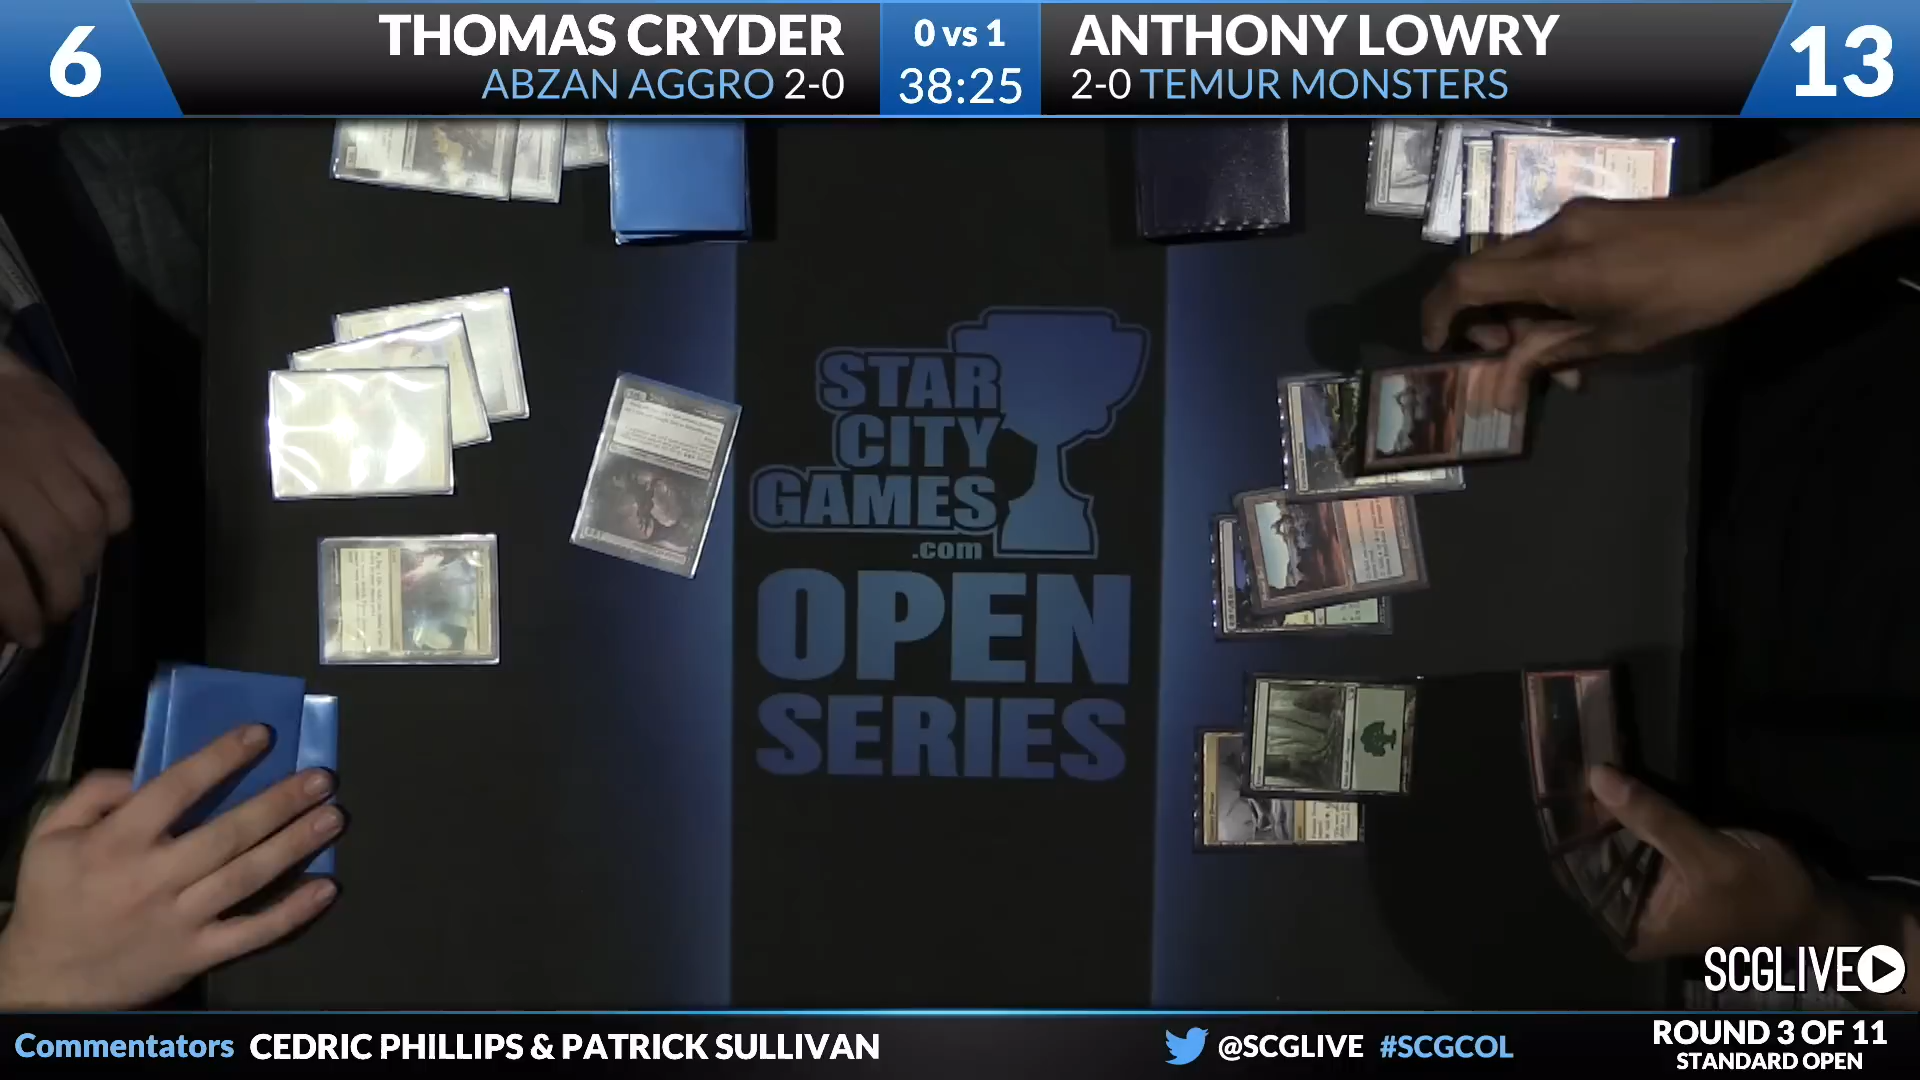 6
THOMAS CRYDER
ABZAN AGGRO 2-0
0 vs 1
38:25
ANTHONY LOWRY
2-0 TEMUR MONSTERS
13
STAR
CITY
GAMES
.com
OPEN
SERIES
SCGLIVE
Commentators CEDRIC PHILLIPS & PATRICK SULLIVAN
@SCGLIVE #SCGCOL
ROUND 3 OF 11
STANDARD OPEN